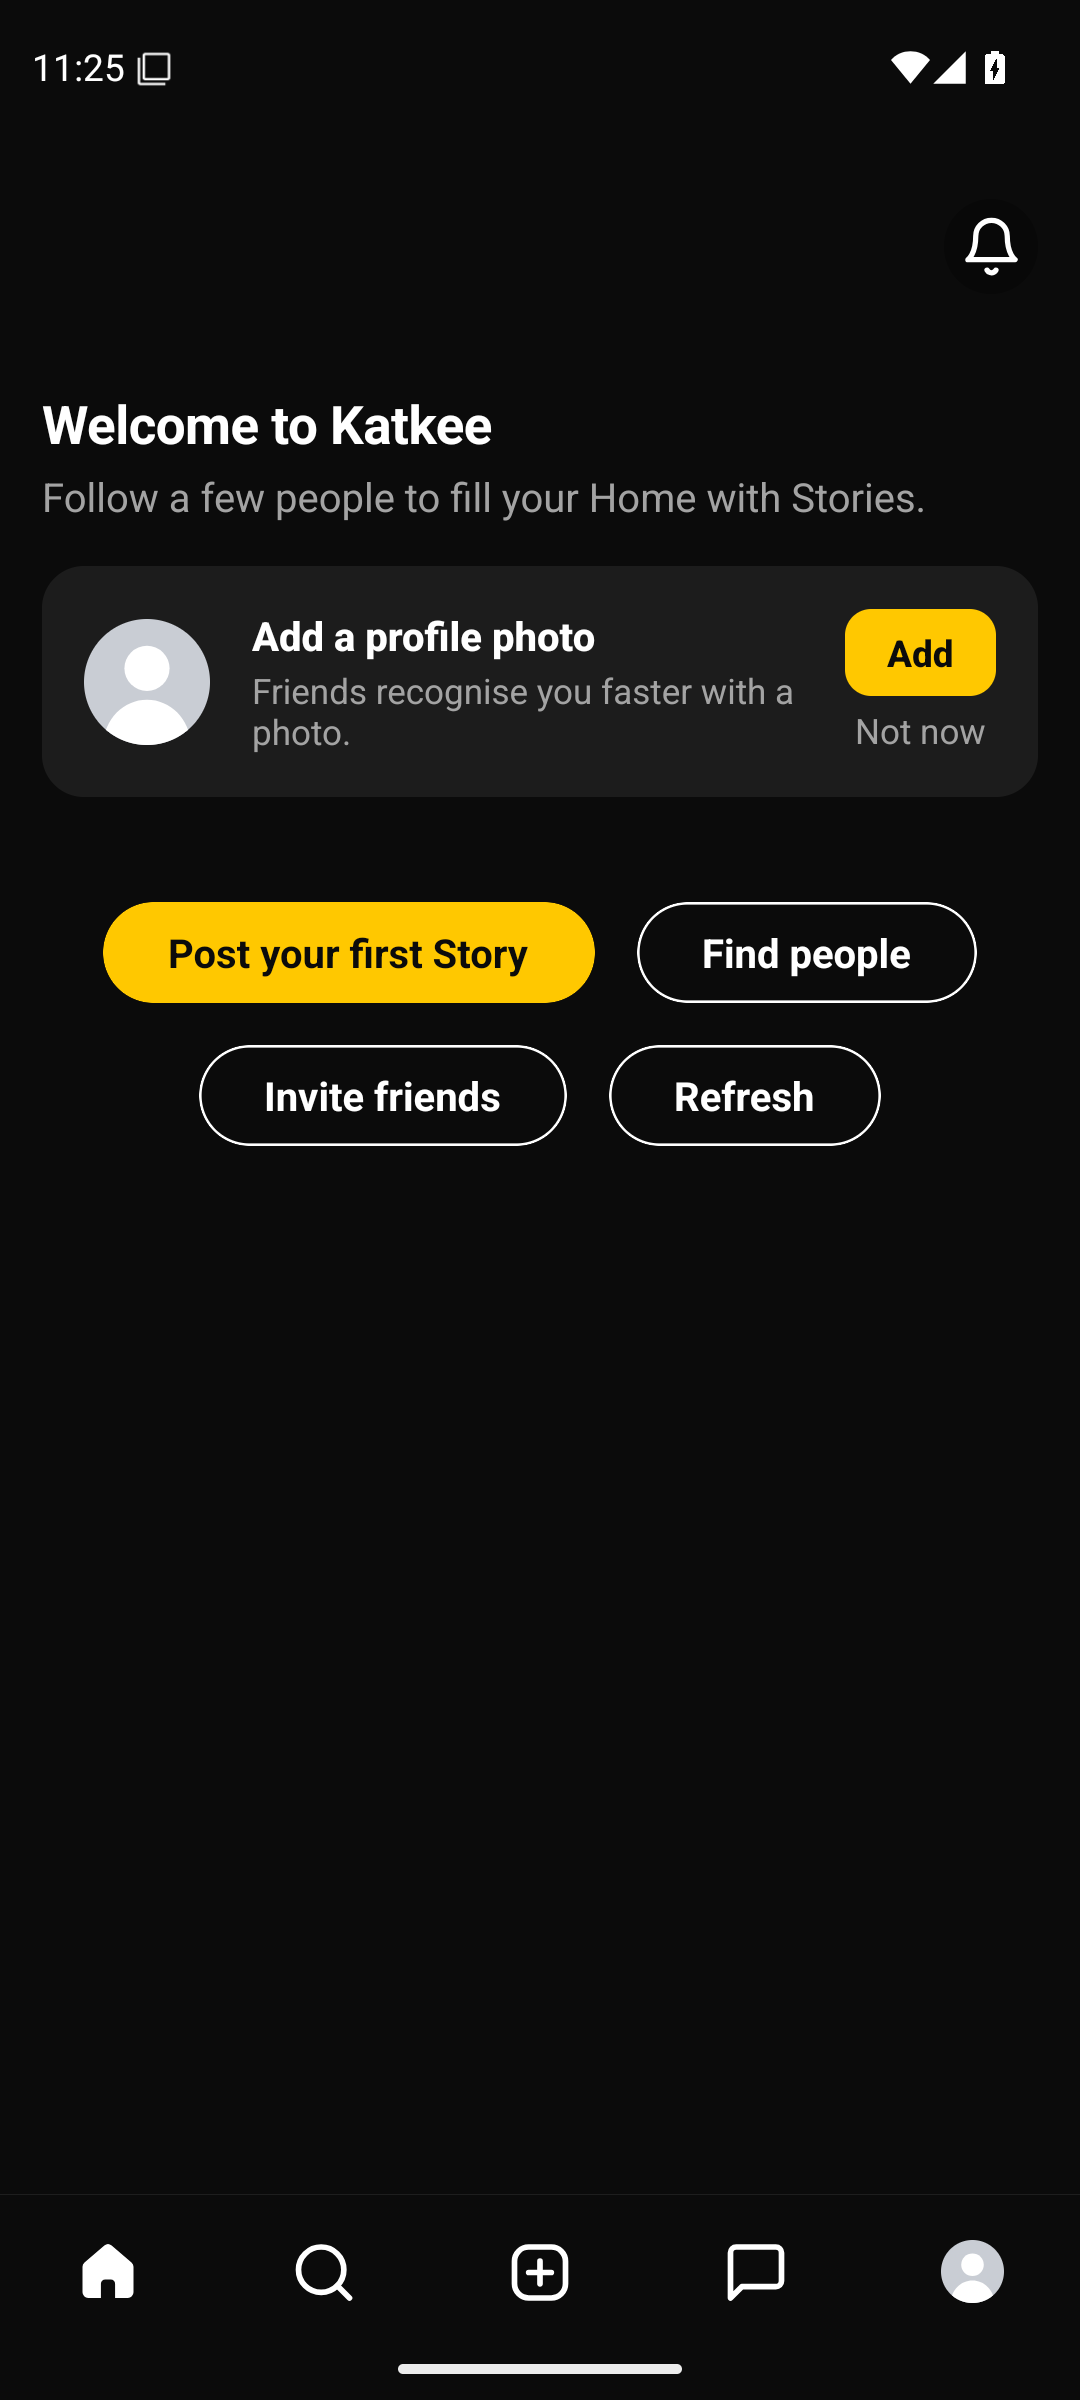 11:25
Welcome to Katkee
Follow a few people to fill your Home with Stories.
Add a profile photo
Friends recognise you faster with a
photo.
Add
Not now
Post your first Story
Find people
Invite friends
Refresh